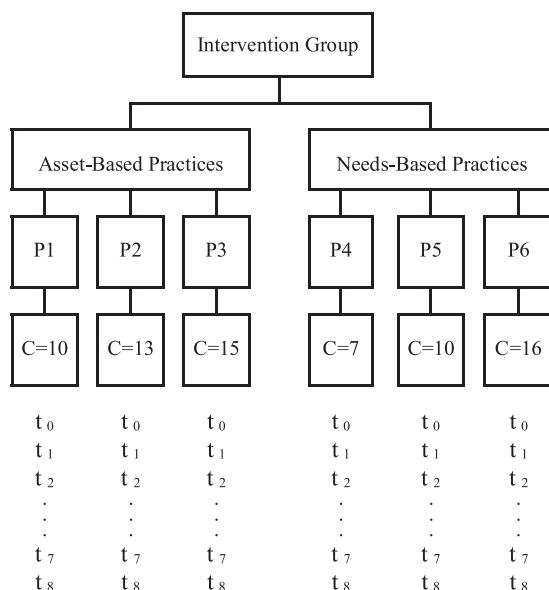 Intervention Group
Asset-Based Practices Needs-Based Practices
P1 P2 P3 P4 P5 P6
C=10 C=13 C=15 C=7 C=10 C=16
t0 t0 t0 t0 t0 t0
t1 t1 t1 t1 t1 t1
t2 t2 t2 t2 t2 t2
. . . . . .
. . . . . .
. . . . . .
t7 t7 t7 t7 t7 t7
t8 t8 t8 t8 t8 t8